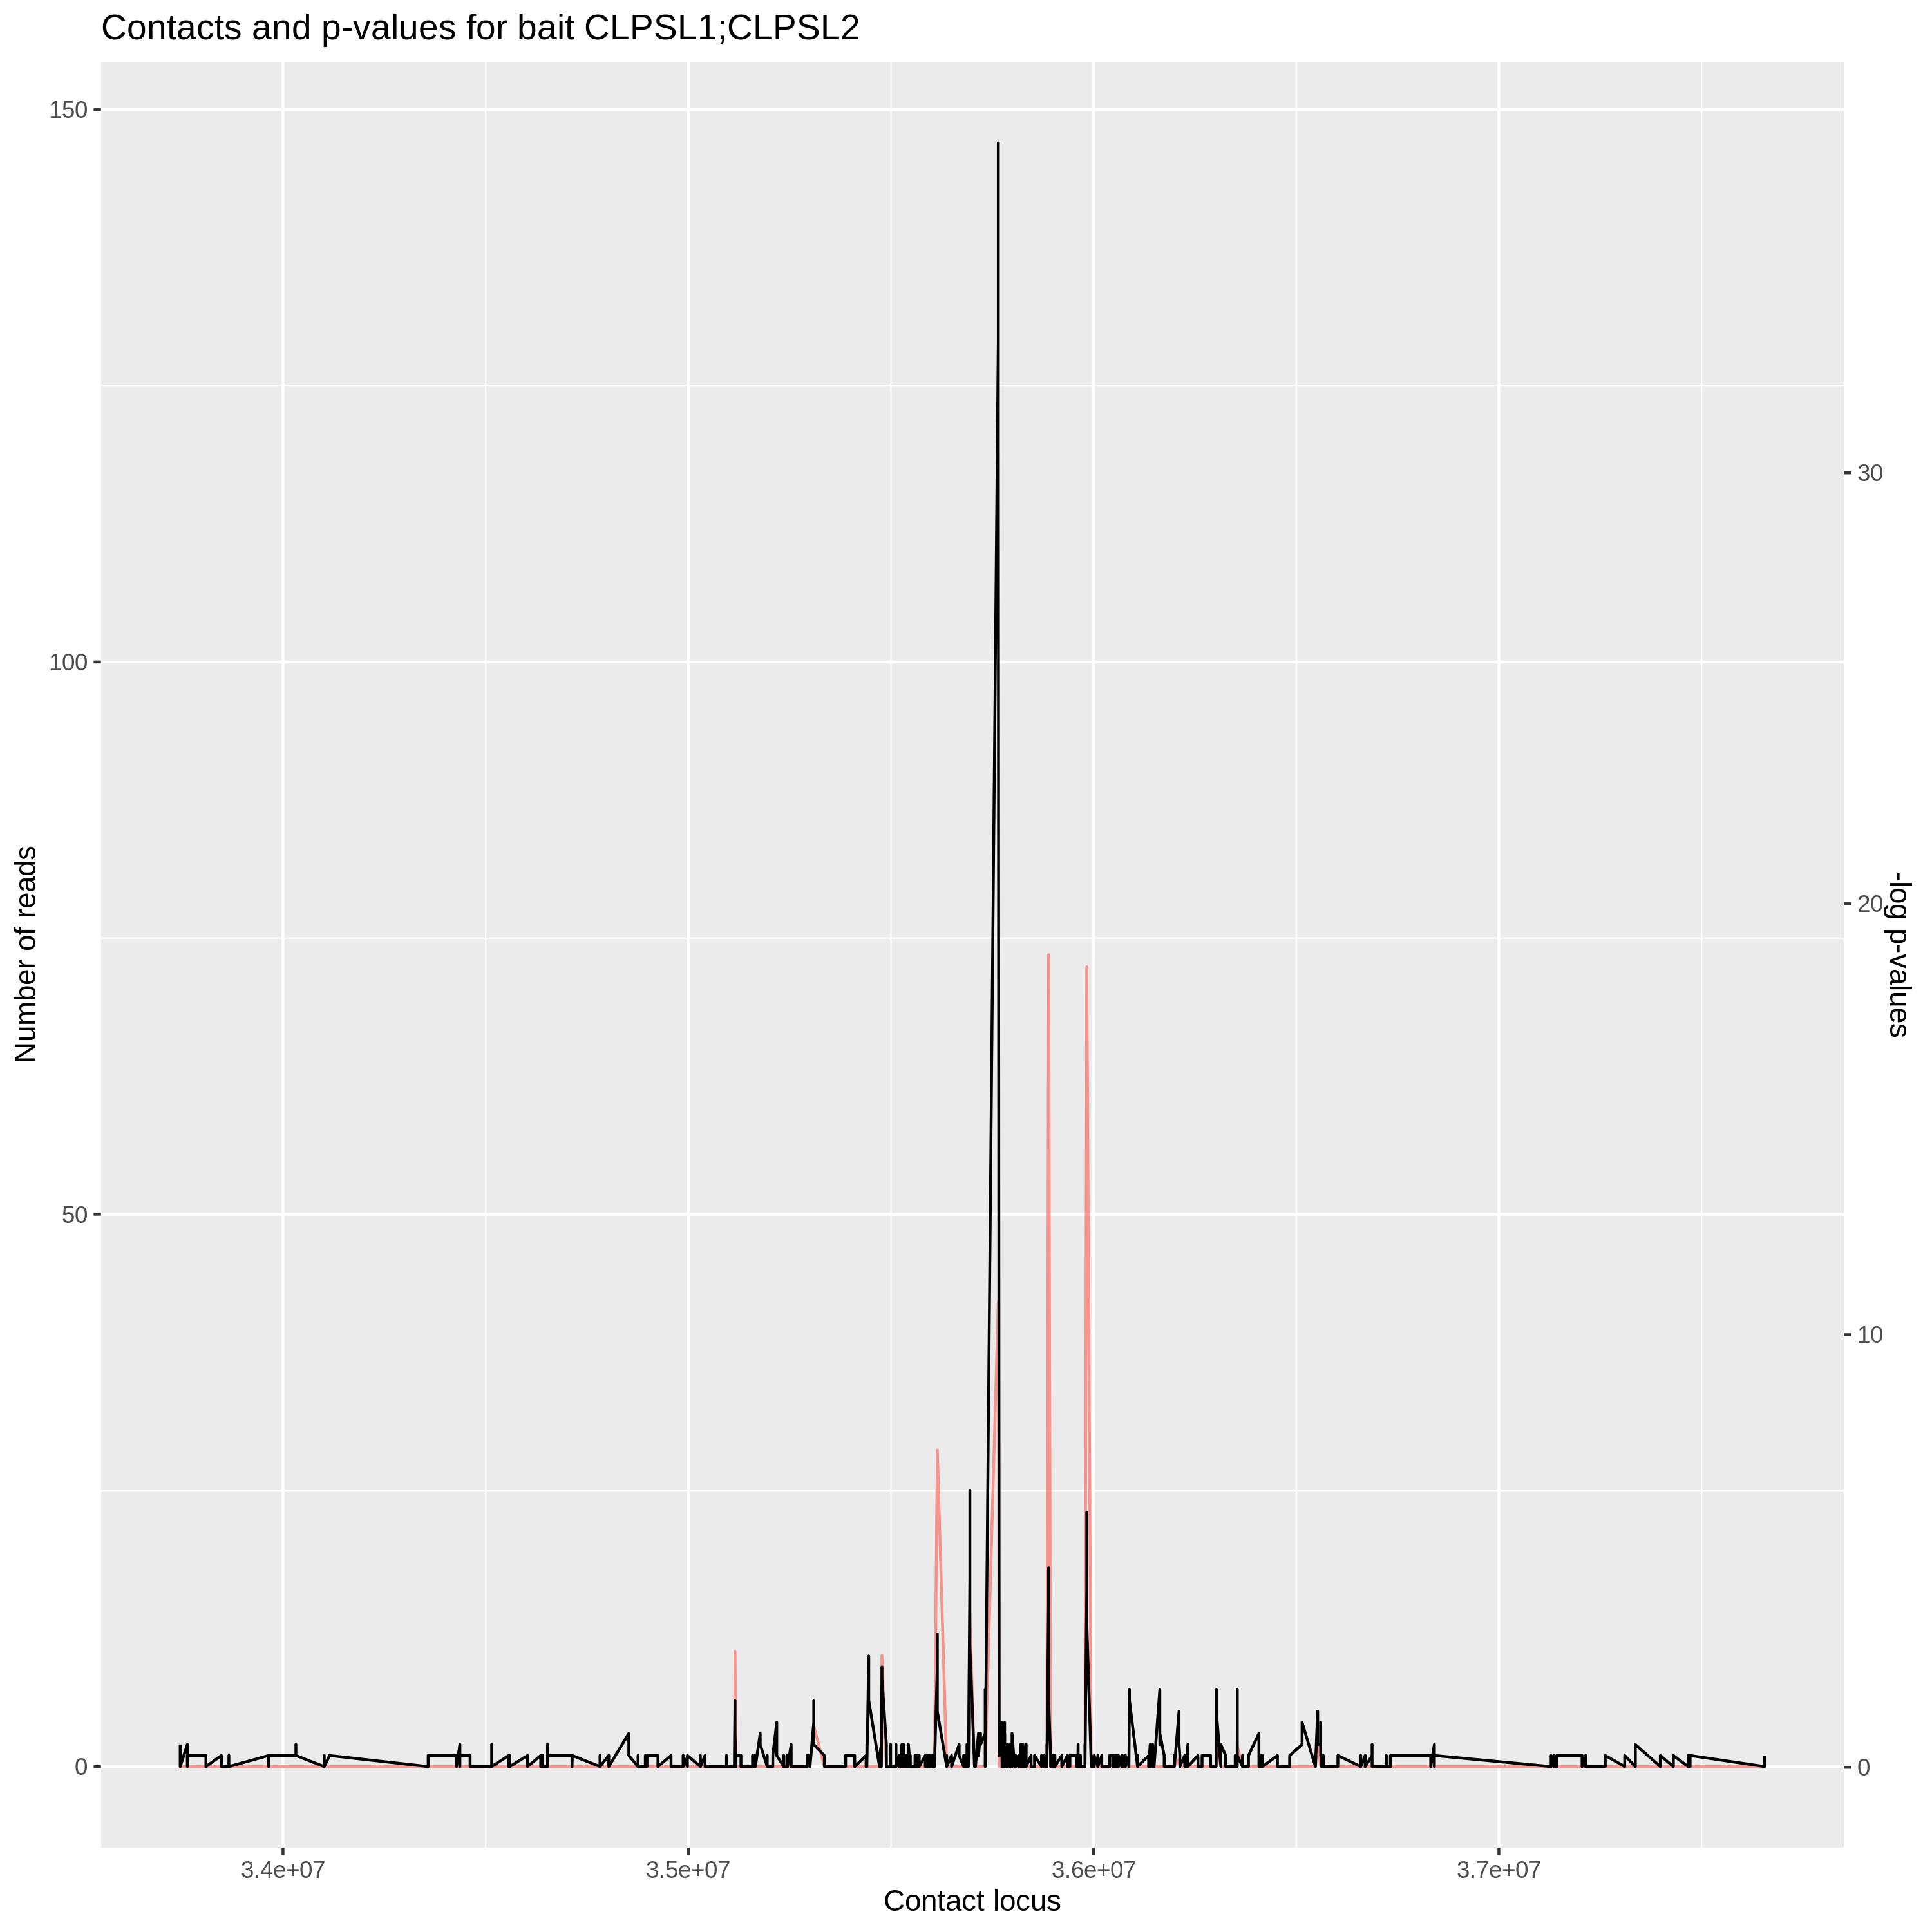 Contacts and p-values for bait CLPSL1;CLPSL2
150
100
50
0
Number of reads
30
20
10
0
-log p-values
3.4e+07
3.5e+07
3.6e+07
3.7e+07
Contact locus